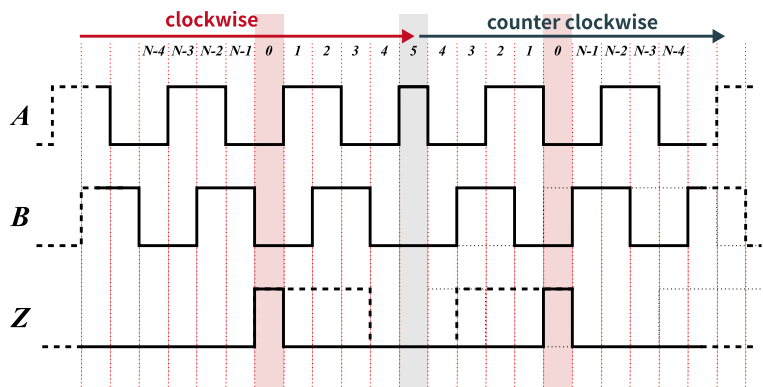 clockwise
counter clockwise
N-4 N-3 N-2 N-1 0 1 2 3 4 5 4 3 2 1 0 N-1 N-2 N-3 N-4
A
B
Z